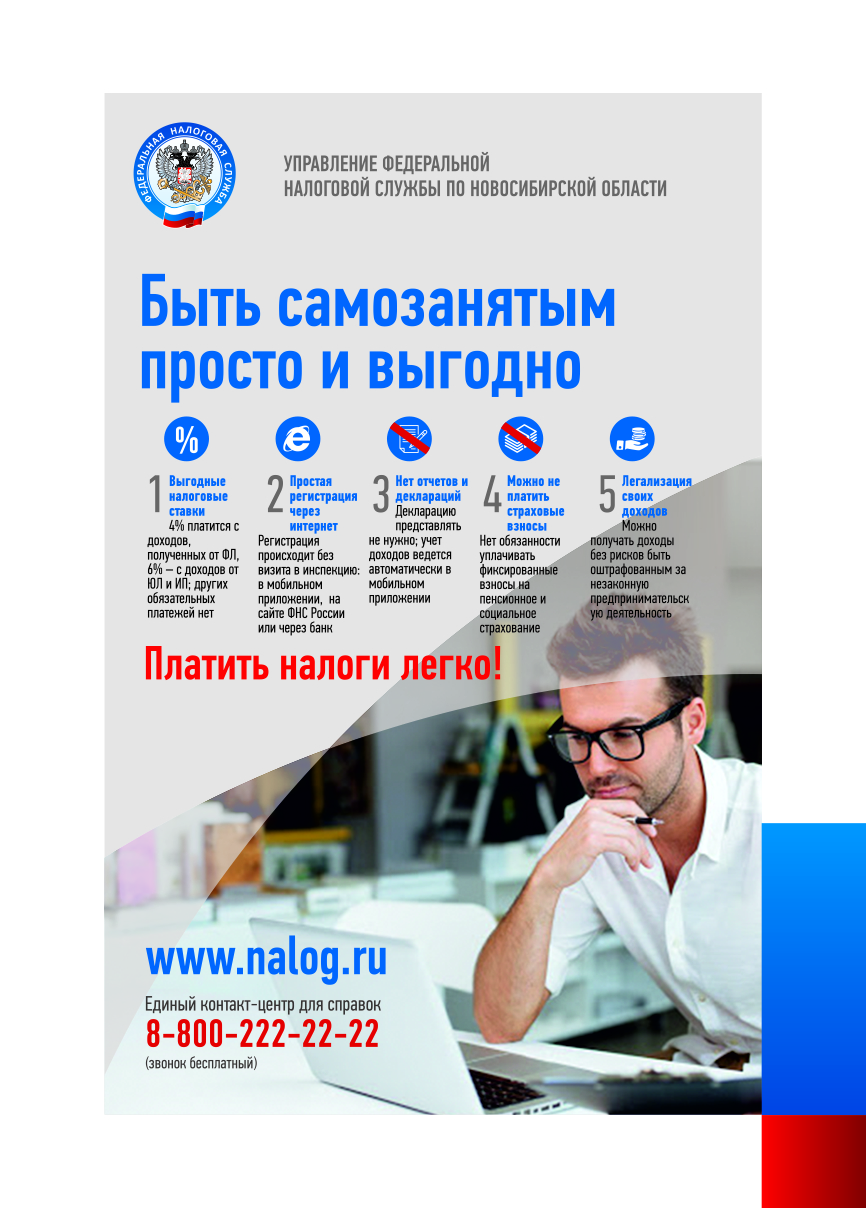 ФЕДЕРАЛЬНАЯ НАЛОГОВАЯ СЛУЖБА
УПРАВЛЕНИЕ ФЕДЕРАЛЬНОЙ
НАЛОГОВОЙ СЛУЖБЫ ПО НОВОСИБИРСКОЙ ОБЛАСТИ
Быть самозанятым
просто и выгодно
%
1 Выгодные
налоговые
ставки
4% платится с
доходов,
полученных от ФЛ,
6% – с доходов от
ЮЛ и ИП; других
обязательных
платежей нет
2 Простая
регистрация
через
интернет
Регистрация
происходит без
визита в инспекцию:
в мобильном
приложении, на
сайте ФНС России
или через банк
3 Нет отчетов и
деклараций
Декларацию
представлять
не нужно; учет
доходов ведется
автоматически в
мобильном
приложении
4 Можно не
платить
страховые
взносы
Нет обязанности
уплачивать
фиксированные
взносы на
пенсионное и
социальное
страхование
5 Легализация
своих
доходов
Можно
получать доходы
без рисков быть
оштрафованным за
незаконную
предпринимательск
ую деятельность
Платить налоги легко!
www.nalog.ru
Единый контакт-центр для справок
8-800-222-22-22
(звонок бесплатный)